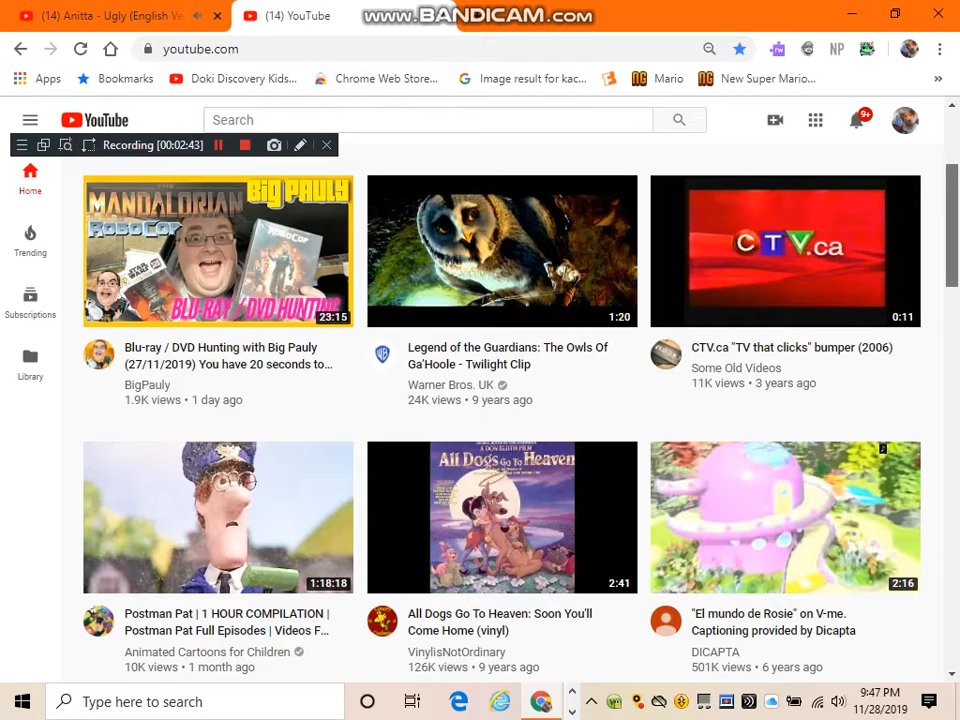 (14) Anitta - Ugly (English Ve
(14) YouTube
www.BANDICAM.com
youtube.com
Apps
Bookmarks
Doki Discovery Kids...
Chrome Web Store...
Image result for kac...
Mario
New Super Mario...
»
YouTube
Search
9+
Recording [00:02:43]
Home
Trending
Subscriptions
Library
THE MANDALORIAN
BIG PAULY
ROBOCOP
BLU-RAY / DVD HUNTING
23:15
1:20
CTV.ca
0:11
Blu-ray / DVD Hunting with Big Pauly
(27/11/2019) You have 20 seconds to...
BigPauly
1.9K views • 1 day ago
Legend of the Guardians: The Owls Of
Ga'Hoole - Twilight Clip
Warner Bros. UK
24K views • 9 years ago
CTV.ca "TV that clicks" bumper (2006)
Some Old Videos
11K views • 3 years ago
1:18:18
A DON BLUTH FILM
All Dogs Go To Heaven
2:41
2:16
Postman Pat | 1 HOUR COMPILATION |
Postman Pat Full Episodes | Videos F...
Animated Cartoons for Children
10K views • 1 month ago
All Dogs Go To Heaven: Soon You'll
Come Home (vinyl)
VinylisNotOrdinary
126K views • 9 years ago
"El mundo de Rosie" on V-me.
Captioning provided by Dicapta
DICAPTA
501K views • 6 years ago
Type here to search
9:47 PM
11/28/2019